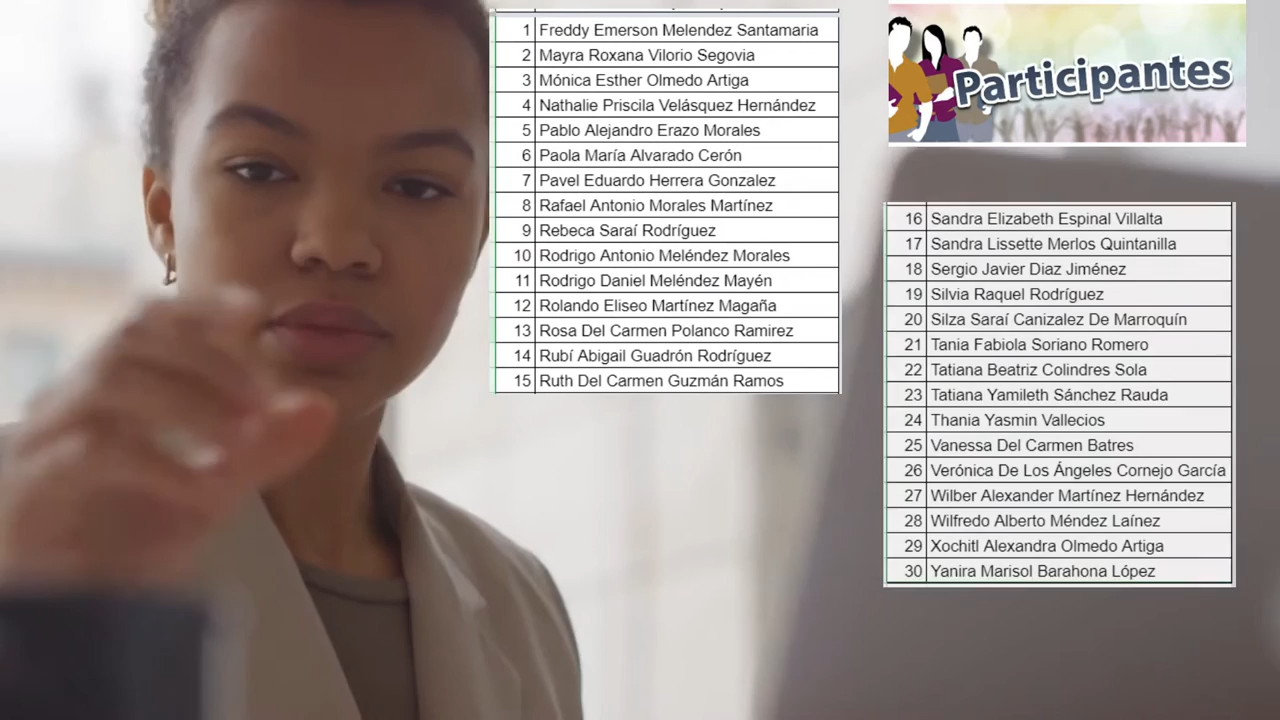 1 Freddy Emerson Melendez Santamaria
2 Mayra Roxana Vilorio Segovia
3 Mónica Esther Olmedo Artiga
4 Nathalie Priscila Velásquez Hernández
5 Pablo Alejandro Erazo Morales
6 Paola María Alvarado Cerón
7 Pavel Eduardo Herrera Gonzalez
8 Rafael Antonio Morales Martínez
9 Rebeca Saraí Rodríguez
10 Rodrigo Antonio Meléndez Morales
11 Rodrigo Daniel Meléndez Mayén
12 Rolando Eliseo Martínez Magaña
13 Rosa Del Carmen Polanco Ramirez
14 Rubí Abigail Guadrón Rodríguez
15 Ruth Del Carmen Guzmán Ramos
Participantes
16 Sandra Elizabeth Espinal Villalta
17 Sandra Lissette Merlos Quintanilla
18 Sergio Javier Diaz Jiménez
19 Silvia Raquel Rodríguez
20 Silza Saraí Canizalez De Marroquín
21 Tania Fabiola Soriano Romero
22 Tatiana Beatriz Colindres Sola
23 Tatiana Yamileth Sánchez Rauda
24 Thania Yasmin Vallecios
25 Vanessa Del Carmen Batres
26 Verónica De Los Ángeles Cornejo García
27 Wilber Alexander Martínez Hernández
28 Wilfredo Alberto Méndez Laínez
29 Xochitl Alexandra Olmedo Artiga
30 Yanira Marisol Barahona López